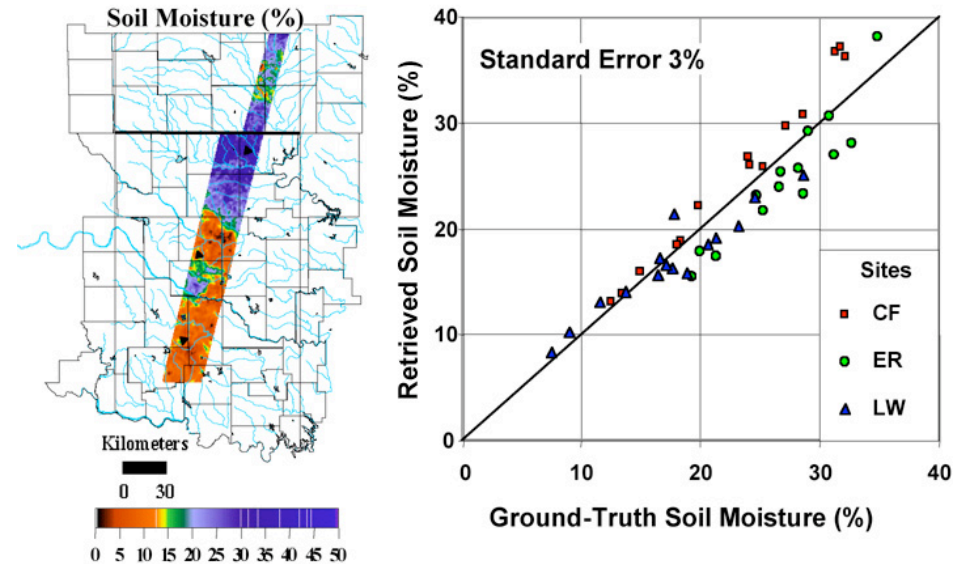 Soil Moisture (%)
Kilometers
0 30
0 5 10 15 20 25 30 35 40 45 50
Retrieved Soil Moisture (%)
40
30
20
10
0
Standard Error 3%
Sites
CF
ER
LW
0 10 20 30 40
Ground-Truth Soil Moisture (%)